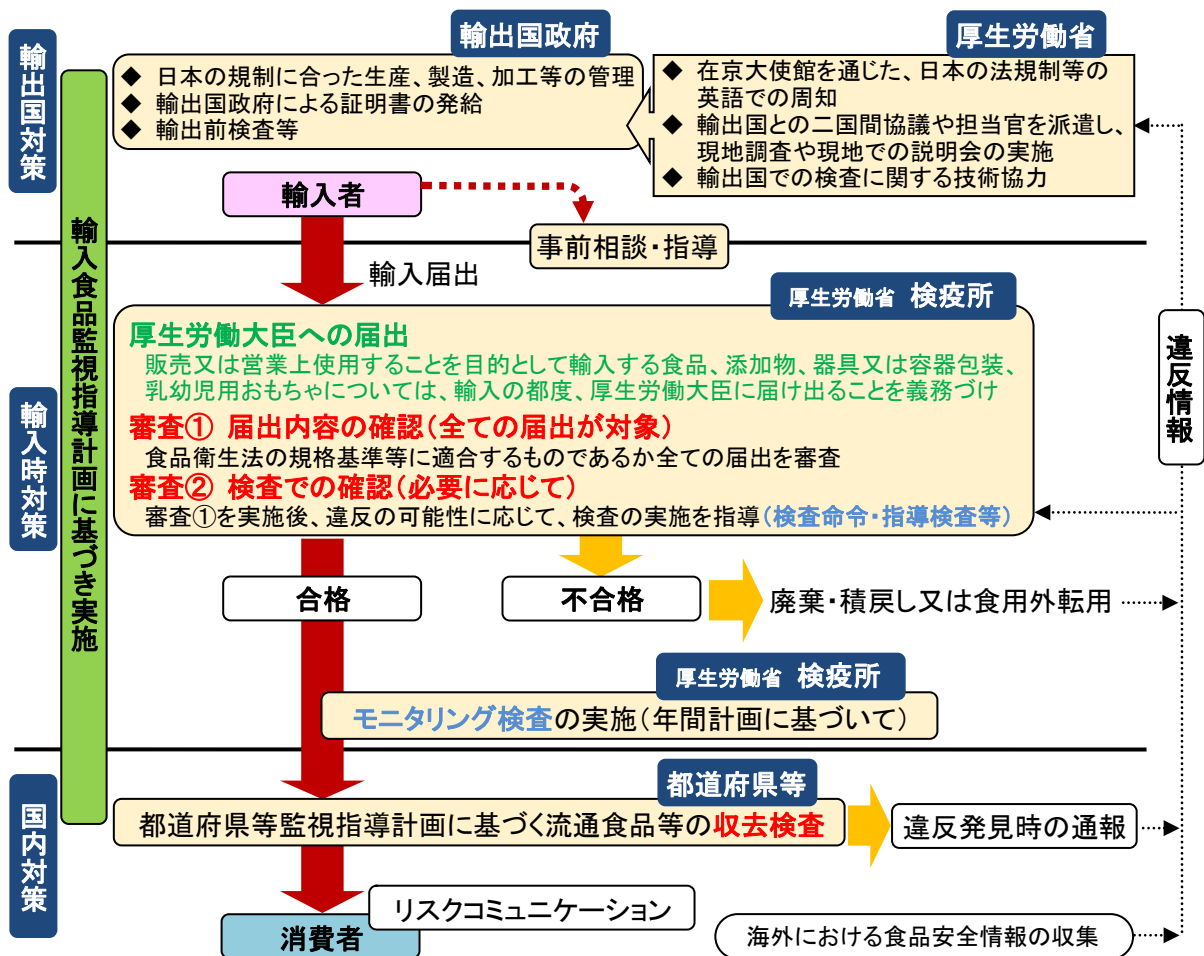 輸出国対策
輸出国政府
◆ 日本の規制に合った生産、製造、加工等の管理
◆ 輸出国政府による証明書の発給
◆ 輸出前検査等
厚生労働省
◆ 在京大使館を通じた、日本の法規制等の
英語での周知
◆ 輸出国との二国間協議や担当官を派遣し、
現地調査や現地での説明会の実施
◆ 輸出国での検査に関する技術協力
輸入食品監視指導計画に基づき実施
輸入者
事前相談・指導
輸入届出
輸入時対策
厚生労働省 検疫所
厚生労働大臣への届出
販売又は営業上使用することを目的として輸入する食品、添加物、器具又は容器包装、
乳幼児用おもちゃについては、輸入の都度、厚生労働大臣に届け出ることを義務づけ
審査① 届出内容の確認(全ての届出が対象)
食品衛生法の規格基準等に適合するものであるか全ての届出を審査
審査② 検査での確認(必要に応じて)
審査①を実施後、違反の可能性に応じて、検査の実施を指導(検査命令・指導検査等)
違反情報
合格
不合格
廃棄・積戻し又は食用外転用
厚生労働省 検疫所
モニタリング検査の実施(年間計画に基づいて)
国内対策
都道府県等
都道府県等監視指導計画に基づく流通食品等の収去検査
違反発見時の通報
リスクコミュニケーション
消費者
海外における食品安全情報の収集